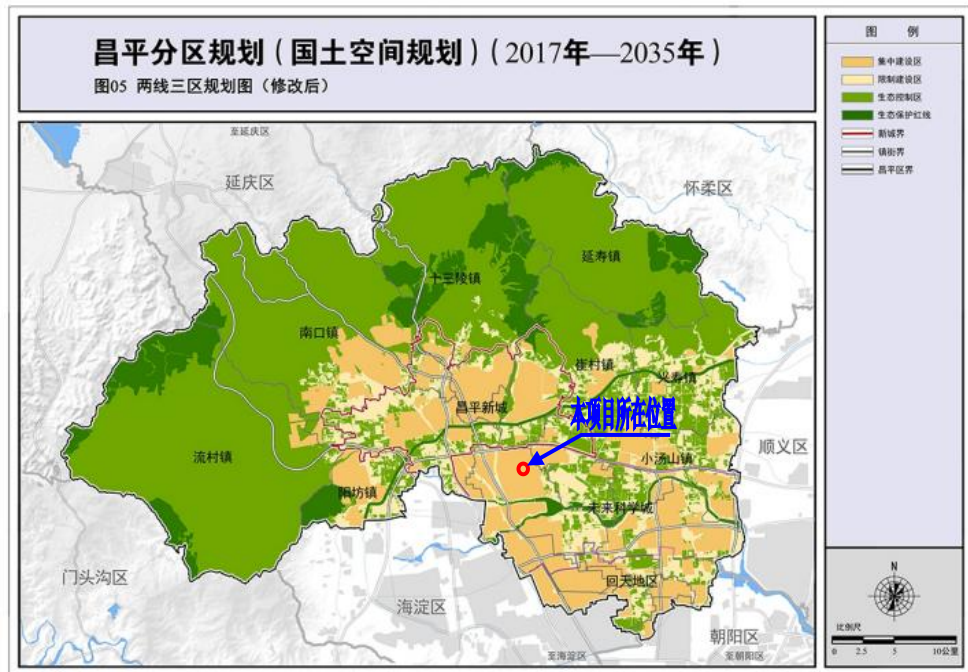 昌平分区规划(国土空间规划)(2017年—2035年)
图05 两线三区规划图(修改后)
图 例
集中建设区
限制建设区
生态控制区
生态保护红线
新城界
镇街界
昌平区界
至延庆区
延庆区
怀柔区
延寿镇
十三陵镇
南口镇
崔村镇
兴寿镇
昌平新城
本项目所在位置
顺义区
流村镇
小汤山镇
阳坊镇
未来科学城
门头沟区
回天地区
海淀区
朝阳区
至海淀区
至朝阳区
N
比例尺
0 2.5 5 10公里